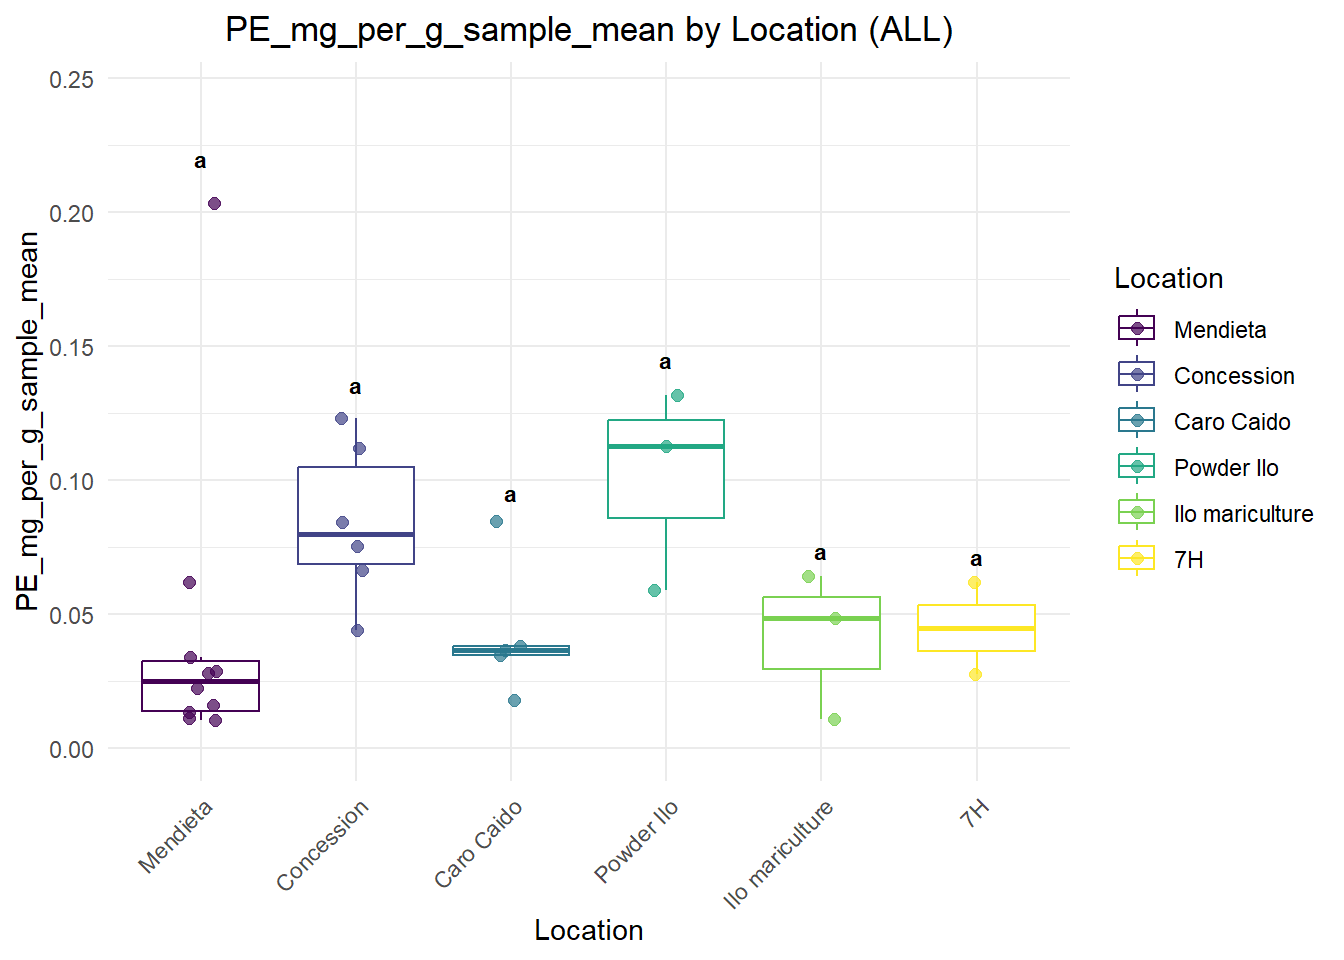 PE_mg_per_g_sample_mean by Location (ALL)
PE_mg_per_g_sample_mean
0.25
0.20
0.15
0.10
0.05
0.00
a
a
a
a
a
a
Mendieta
Concession
Caro Caido
Powder Ilo
Ilo mariculture
7H
Location
Location
Mendieta
Concession
Caro Caido
Powder Ilo
Ilo mariculture
7H